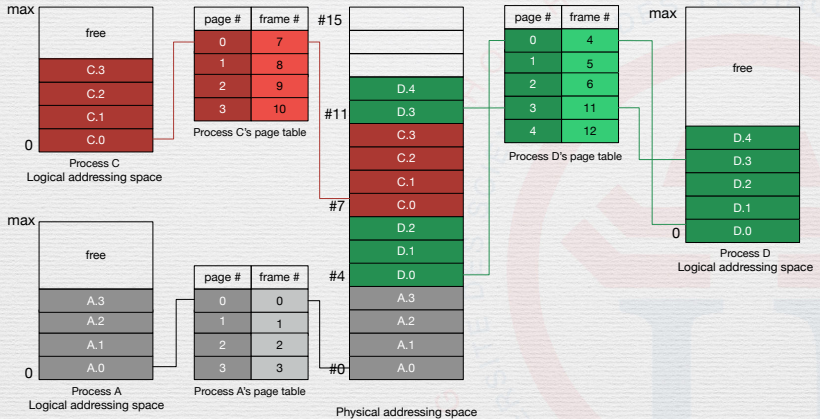 max
free
C.3
C.2
C.1
C.0
0
Process C
Logical addressing space
page # frame #
0 7
1 8
2 9
3 10
Process C's page table
max
free
A.3
A.2
A.1
A.0
0
Process A
Logical addressing space
page # frame #
0 0
1 1
2 2
3 3
Process A's page table
#15
D.4
#11 D.3
C.3
C.2
C.1
#7 C.0
D.2
D.1
#4 D.0
A.3
A.2
A.1
#0 A.0
Physical addressing space
page # frame #
0 4
1 5
2 6
3 11
4 12
Process D's page table
max
free
D.4
D.3
D.2
D.1
0 D.0
Process D
Logical addressing space